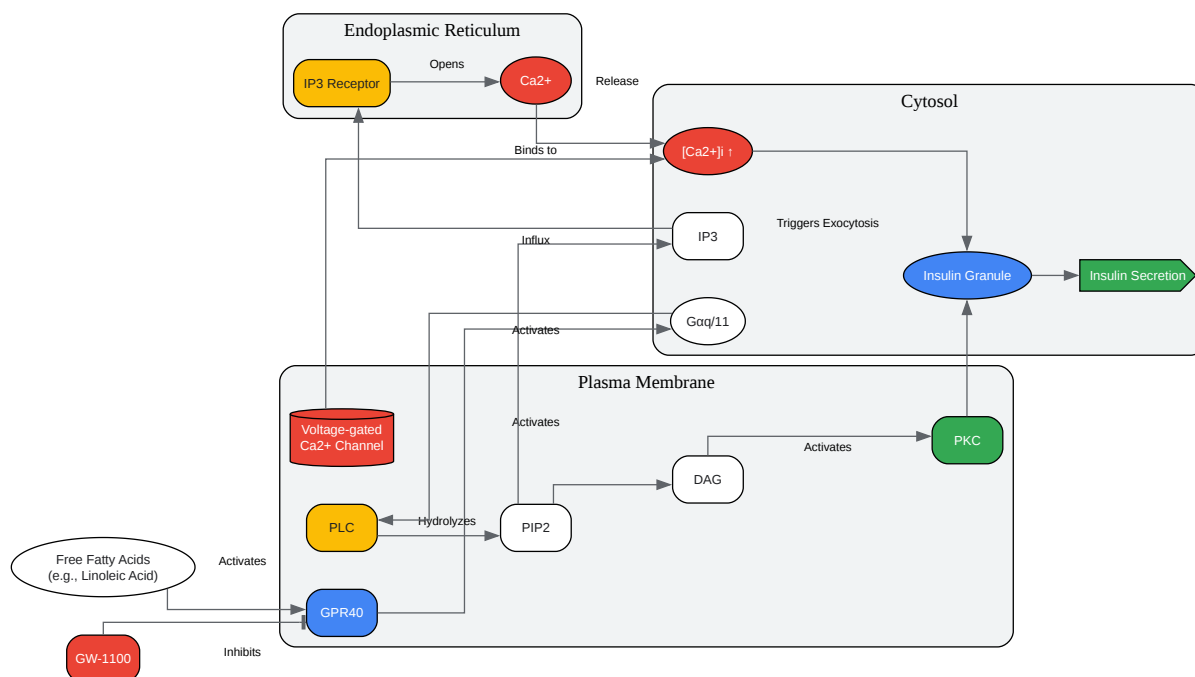 Endoplasmic Reticulum
IP3 Receptor
Opens
Ca2+
Release
Cytosol
[Ca2+]i ↑
Binds to
Triggers Exocytosis
IP3
Influx
Insulin Granule
Insulin Secretion
Gαq/11
Activates
Plasma Membrane
Voltage-gated
Ca2+ Channel
Activates
PKC
Activates
DAG
PLC
Hydrolyzes
PIP2
Free Fatty Acids
(e.g., Linoleic Acid)
Activates
GPR40
GW-1100
Inhibits